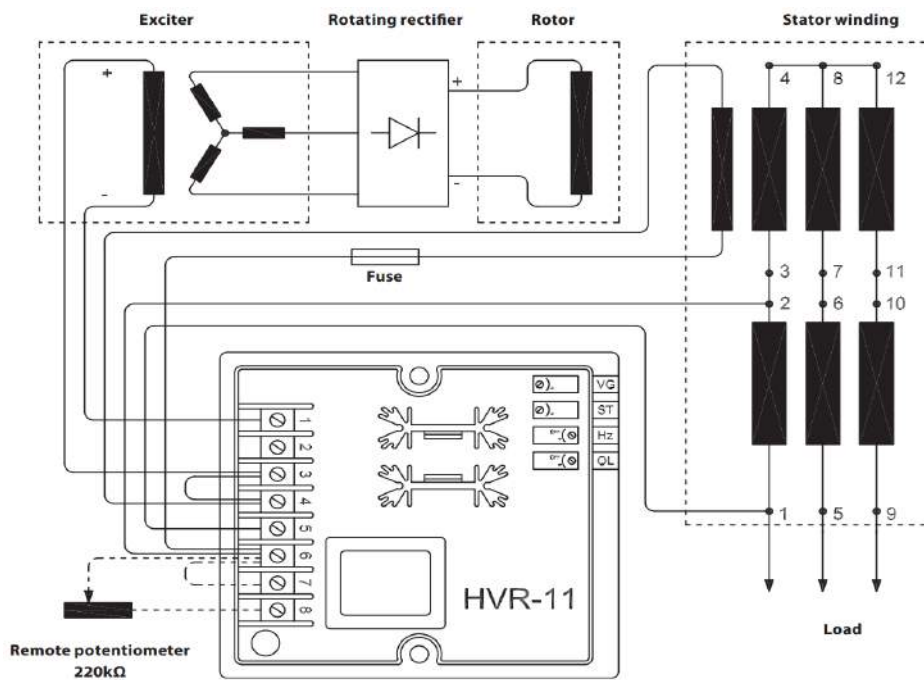 Exciter
Rotating rectifier
Rotor
Stator winding
+
-
+
-
4
8
12
3
7
11
2
6
10
Fuse
1
5
9
Load
1
2
3
4
5
6
7
8
VG
ST
Hz
OL
HVR-11
Remote potentiometer
220kΩ